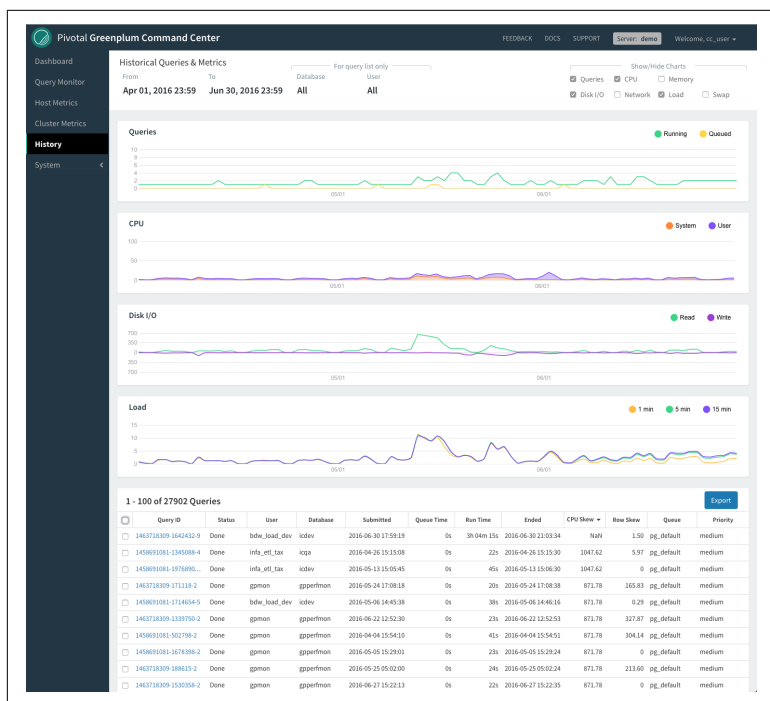 Pivotal Greenplum Command Center
FEEDBACK DOCS SUPPORT Server: demo Welcome, cc_user
Dashboard
Query Monitor
Host Metrics
Cluster Metrics
History
System
Historical Queries & Metrics
For query list only
Show/Hide Charts
From To Database User
Apr 01, 2016 23:59 Jun 30, 2016 23:59 All All
Queries CPU Memory
Disk I/O Network Load Swap
Queries
Running Queued
10
8
6
4
2
0
05/01 06/01
CPU
System User
100
50
0
05/01 06/01
Disk I/O
Read Write
700
350
0
350
700
05/01 06/01
Load
1 min 5 min 15 min
15
10
5
0
05/01 06/01
1 - 100 of 27902 Queries
Export
Query ID Status User Database Submitted Queue Time Run Time Ended CPU Skew Row Skew Queue Priority
1463718309-1642432-9 Done bdw_load_dev icdev 2016-06-30 17:59:19 0s 3h 04m 15s 2016-06-30 21:03:34 NaN 1.50 pg_default medium
1458691081-1345088-4 Done infa_etl_tax icqa 2016-04-26 15:15:08 0s 22s 2016-04-26 15:15:30 1047.62 5.97 pg_default medium
1458691081-1976890... Done infa_etl_tax icdev 2016-05-13 15:05:45 0s 45s 2016-05-13 15:06:30 1047.62 0 pg_default medium
1463718309-171118-2 Done gpmon gpperfmon 2016-05-24 17:08:18 0s 20s 2016-05-24 17:08:38 871.78 165.83 pg_default medium
1458691081-1714654-5 Done bdw_load_dev icdev 2016-05-06 14:45:38 0s 38s 2016-05-06 14:46:16 871.78 0.29 pg_default medium
1463718309-1339750-2 Done gpmon gpperfmon 2016-06-22 12:52:30 0s 23s 2016-06-22 12:52:53 871.78 327.87 pg_default medium
1458691081-502798-2 Done gpmon gpperfmon 2016-04-04 15:54:10 0s 41s 2016-04-04 15:54:51 871.78 304.14 pg_default medium
1458691081-1678398-2 Done gpmon gpperfmon 2016-05-05 15:29:01 0s 23s 2016-05-05 15:29:24 871.78 0 pg_default medium
1463718309-188615-2 Done gpmon gpperfmon 2016-05-25 05:02:00 0s 24s 2016-05-25 05:02:24 871.78 213.60 pg_default medium
1463718309-1530358-2 Done gpmon gpperfmon 2016-06-27 15:22:13 0s 22s 2016-06-27 15:22:35 871.78 0 pg_default medium